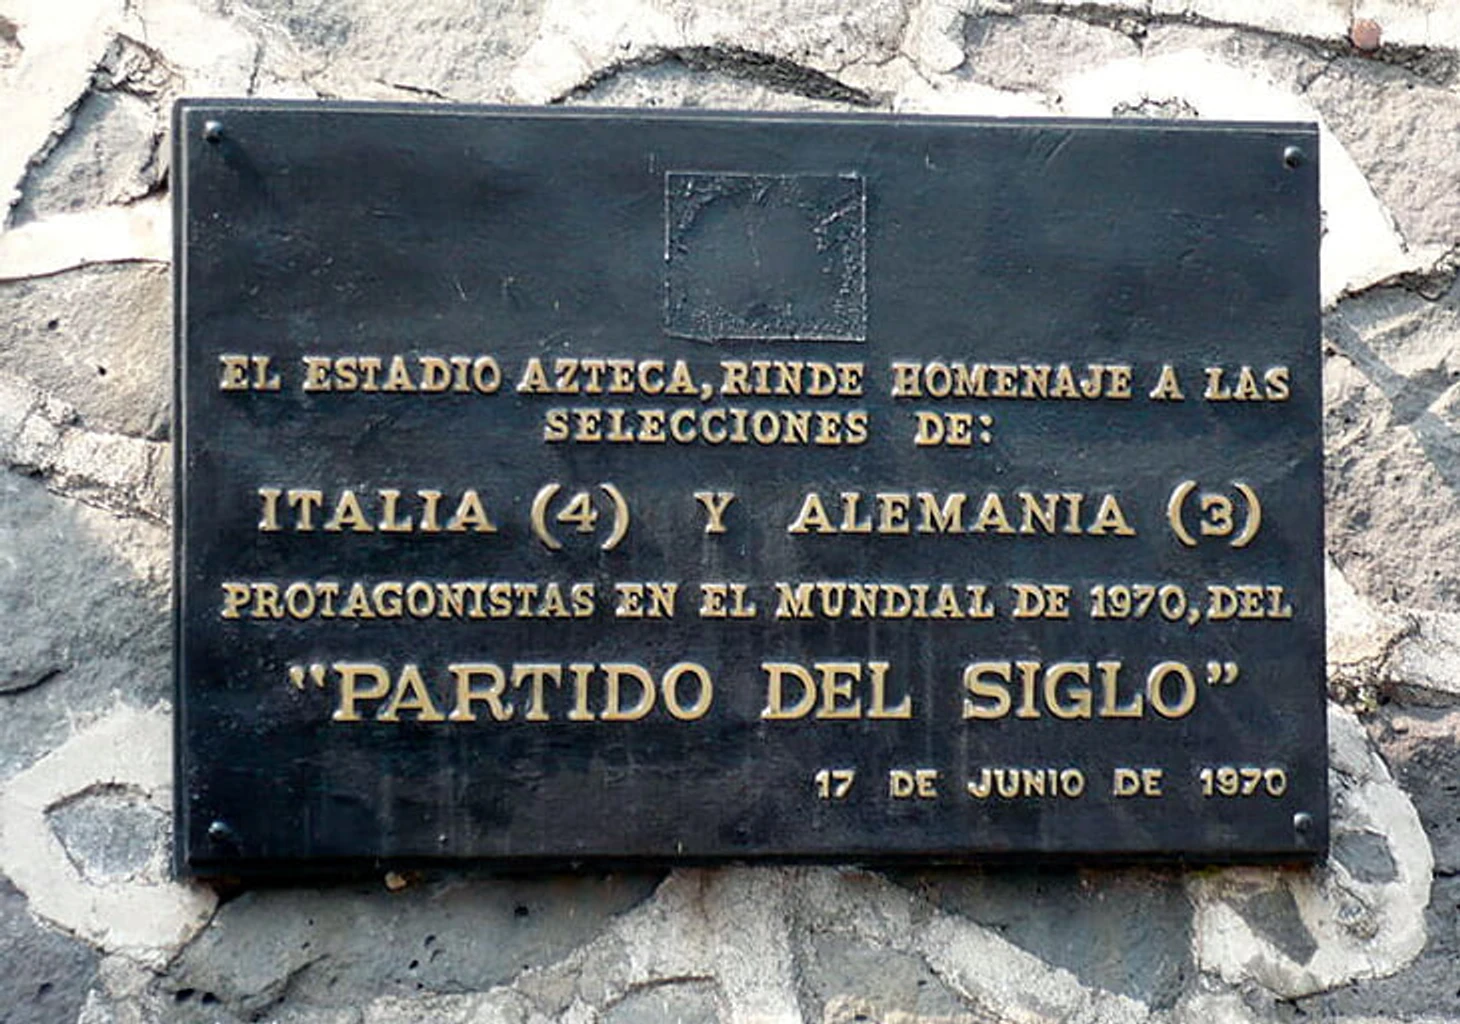 EL ESTADIO AZTECA, RINDE HOMENAJE A LAS
SELECCIONES DE:
ITALIA (4) Y ALEMANIA (3)
PROTAGONISTAS EN EL MUNDIAL DE 1970, DEL
"PARTIDO DEL SIGLO"
17 DE JUNIO DE 1970